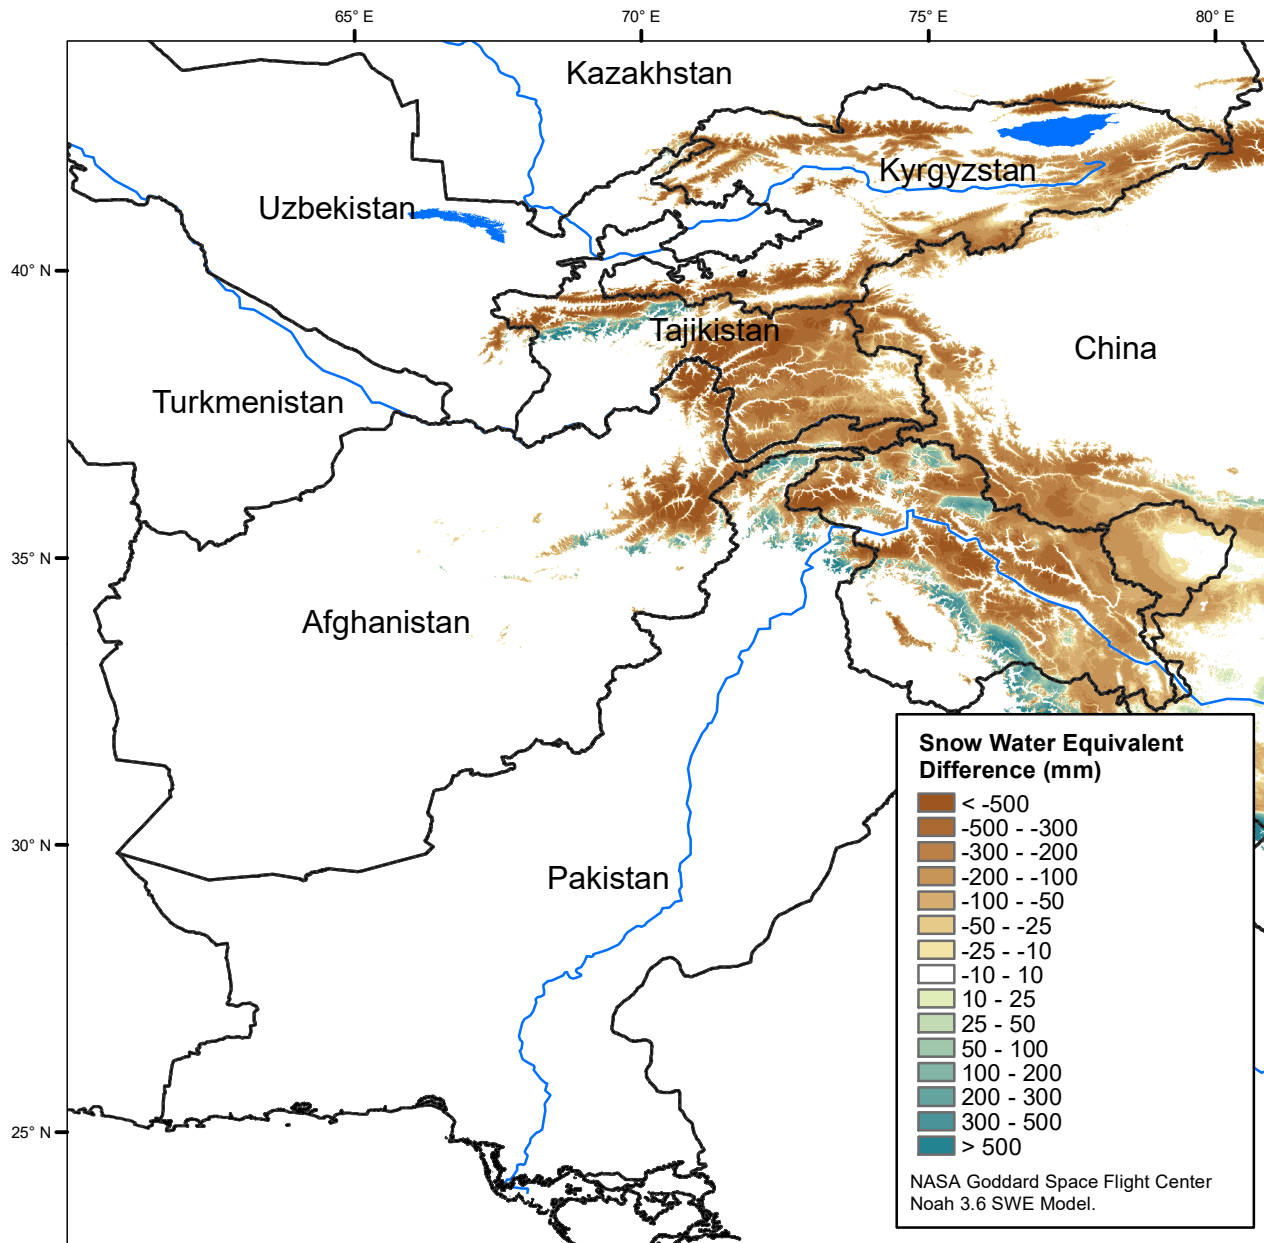 65° E
70° E
75° E
80° E
Kazakhstan
Kyrgyzstan
Uzbekistan
40° N
Tajikistan
China
Turkmenistan
35° N
Afghanistan
Snow Water Equivalent
Difference (mm)
< -500
-500 - -300
-300 - -200
-200 - -100
-100 - -50
-50 - -25
-25 - -10
-10 - 10
10 - 25
25 - 50
50 - 100
100 - 200
200 - 300
300 - 500
> 500
NASA Goddard Space Flight Center
Noah 3.6 SWE Model.
30° N
Pakistan
25° N